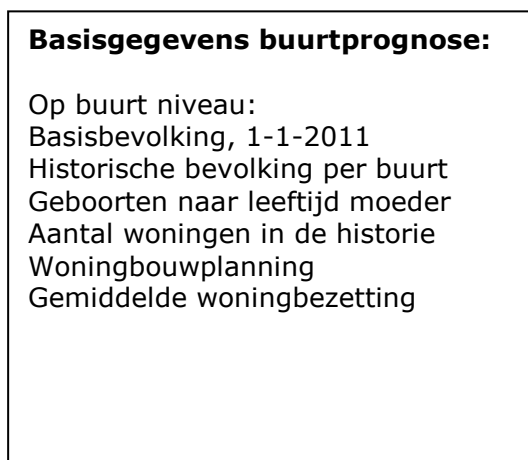 Basisgegevens buurtprognose:
Op buurt niveau:
Basisbevolking, 1-1-2011
Historische bevolking per buurt
Geboorten naar leeftijd moeder
Aantal woningen in de historie
Woningbouwplanning
Gemiddelde woningbezetting